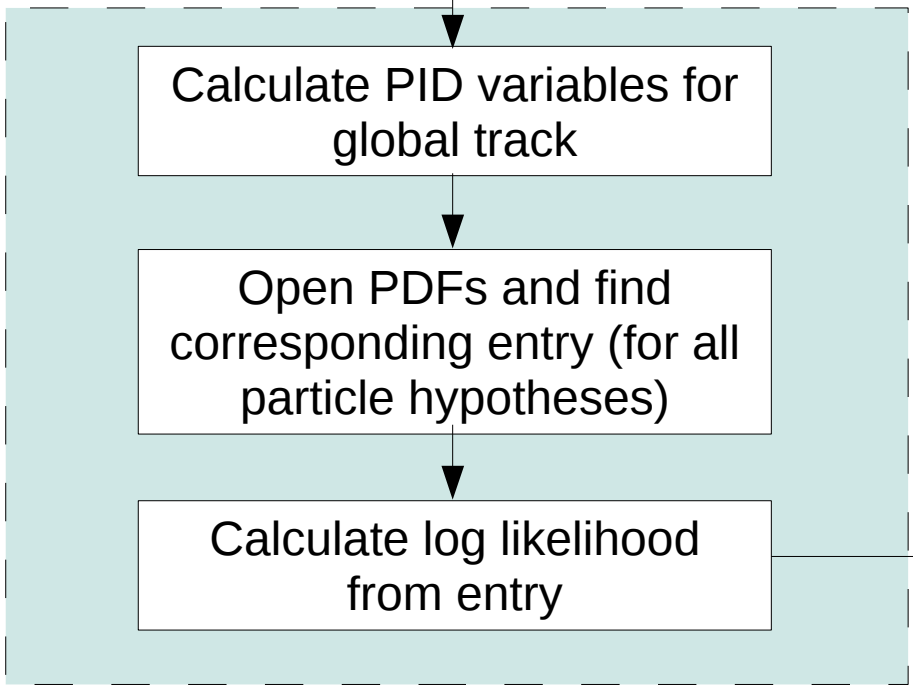 Calculate PID variables for
global track
Open PDFs and find
corresponding entry (for all
particle hypotheses)
Calculate log likelihood
from entry